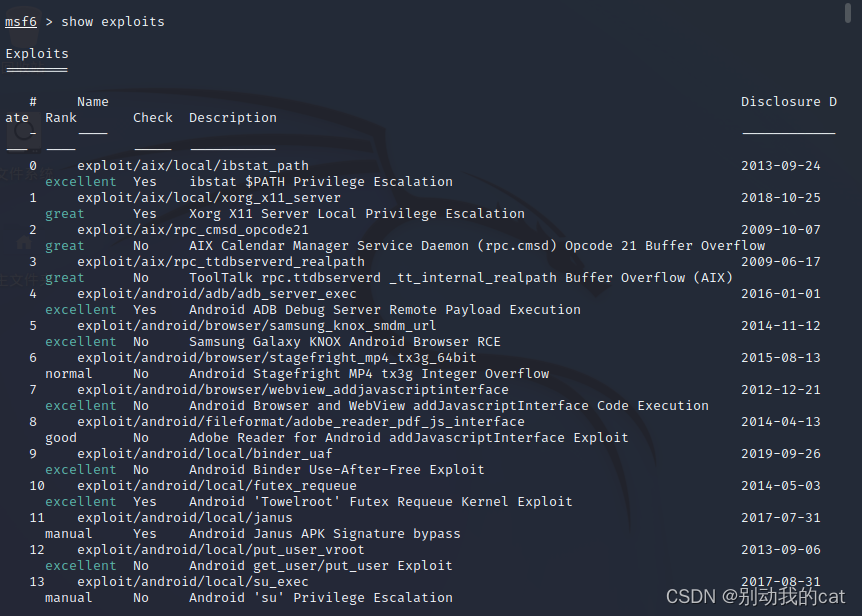 msf6 > show exploits
Exploits
========
# Name Disclosure D
ate Rank Check Description
- ---- ------------
--- ---- ----- -----------
0 exploit/aix/local/ibstat_path 2013-09-24
excellent Yes ibstat $PATH Privilege Escalation
1 exploit/aix/local/xorg_x11_server 2018-10-25
great Yes Xorg X11 Server Local Privilege Escalation
2 exploit/aix/rpc_cmsd_opcode21 2009-10-07
great No AIX Calendar Manager Service Daemon (rpc.cmsd) Opcode 21 Buffer Overflow
3 exploit/aix/rpc_ttdbserverd_realpath 2009-06-17
great No ToolTalk rpc.ttdbserverd _tt_internal_realpath Buffer Overflow (AIX)
4 exploit/android/adb/adb_server_exec 2016-01-01
excellent Yes Android ADB Debug Server Remote Payload Execution
5 exploit/android/browser/samsung_knox_smdm_url 2014-11-12
excellent No Samsung Galaxy KNOX Android Browser RCE
6 exploit/android/browser/stagefright_mp4_tx3g_64bit 2015-08-13
normal No Android Stagefright MP4 tx3g Integer Overflow
7 exploit/android/browser/webview_addjavascriptinterface 2012-12-21
excellent No Android Browser and WebView addJavascriptInterface Code Execution
8 exploit/android/fileformat/adobe_reader_pdf_js_interface 2014-04-13
good No Adobe Reader for Android addJavascriptInterface Exploit
9 exploit/android/local/binder_uaf 2019-09-26
excellent No Android Binder Use-After-Free Exploit
10 exploit/android/local/futex_requeue 2014-05-03
excellent Yes Android 'Towelroot' Futex Requeue Kernel Exploit
11 exploit/android/local/janus 2017-07-31
manual Yes Android Janus APK Signature bypass
12 exploit/android/local/put_user_vroot 2013-09-06
excellent No Android get_user/put_user Exploit
13 exploit/android/local/su_exec 2017-08-31
manual No Android 'su' Privilege Escalation
CSDN @别动我的cat